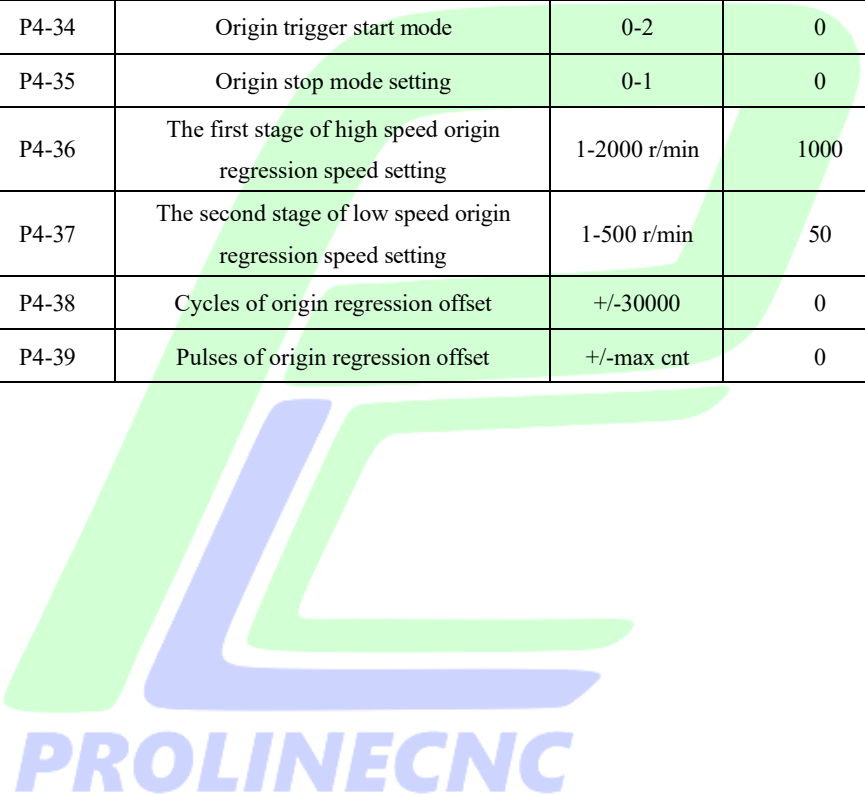 P4-34 Origin trigger start mode 0-2 0
P4-35 Origin stop mode setting 0-1 0
The first stage of high speed origin
P4-36 1-2000 r/min 1000
regression speed setting
The second stage of low speed origin
P4-37 1-500 r/min 50
regression speed setting
P4-38 Cycles of origin regression offset +/-30000 0
P4-39 Pulses of origin regression offset +/-max cnt 0
PROLINECNC